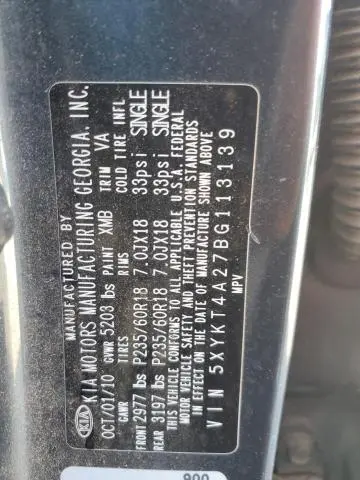 MANUFACTURED BY
KIA KIA MOTORS MANUFACTURING GEORGIA, INC.
OCT/01/10 GVWR 5203 lbs PAINT XMB TRIM VA
GAWR TIRES RIMS COLD TIRE INFL
FRONT 2977 lbs P235/60R18 7.0JX18 33psi SINGLE
REAR 3197 lbs P235/60R18 7.0JX18 33psi SINGLE
THIS VEHICLE CONFORMS TO ALL APPLICABLE U.S.A. FEDERAL
MOTOR VEHICLE SAFETY AND THEFT PREVENTION STANDARDS
IN EFFECT ON THE DATE OF MANUFACTURE SHOWN ABOVE
VIN 5XYKT4A27BG113139
MPV
900